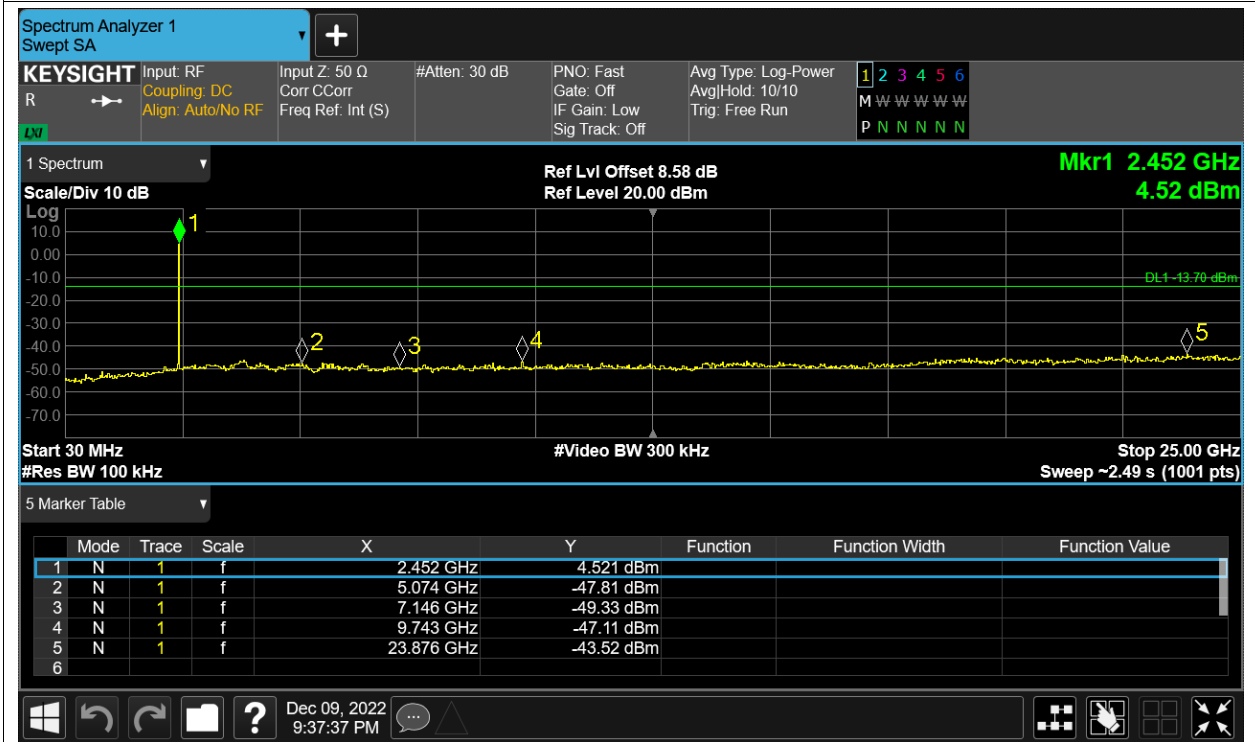 Spectrum Analyzer 1
Swept SA
KEYSIGHT Input: RF Input Z: 50 Ω #Atten: 30 dB PNO: Fast Avg Type: Log-Power 1 2 3 4 5 6
R Coupling: DC Corr CCorr Gate: Off Avg|Hold: 10/10 M W W W W W
Align: Auto/No RF Freq Ref: Int (S) IF Gain: Low Trig: Free Run
LXI Sig Track: Off P N N N N N
1 Spectrum Ref Lvl Offset 8.58 dB Mkr1 2.452 GHz
Scale/Div 10 dB Ref Level 20.00 dBm 4.52 dBm
Log
10.0 1
0.00
-10.0 DL1 -13.70 dBm
-20.0
-30.0
-40.0 2 3 4 5
-50.0
-60.0
-70.0
Start 30 MHz #Video BW 300 kHz Stop 25.00 GHz
#Res BW 100 kHz Sweep ~2.49 s (1001 pts)
5 Marker Table
Mode Trace Scale X Y Function Function Width Function Value
1 N 1 f 2.452 GHz 4.521 dBm
2 N 1 f 5.074 GHz -47.81 dBm
3 N 1 f 7.146 GHz -49.33 dBm
4 N 1 f 9.743 GHz -47.11 dBm
5 N 1 f 23.876 GHz -43.52 dBm
6
? Dec 09, 2022
9:37:37 PM